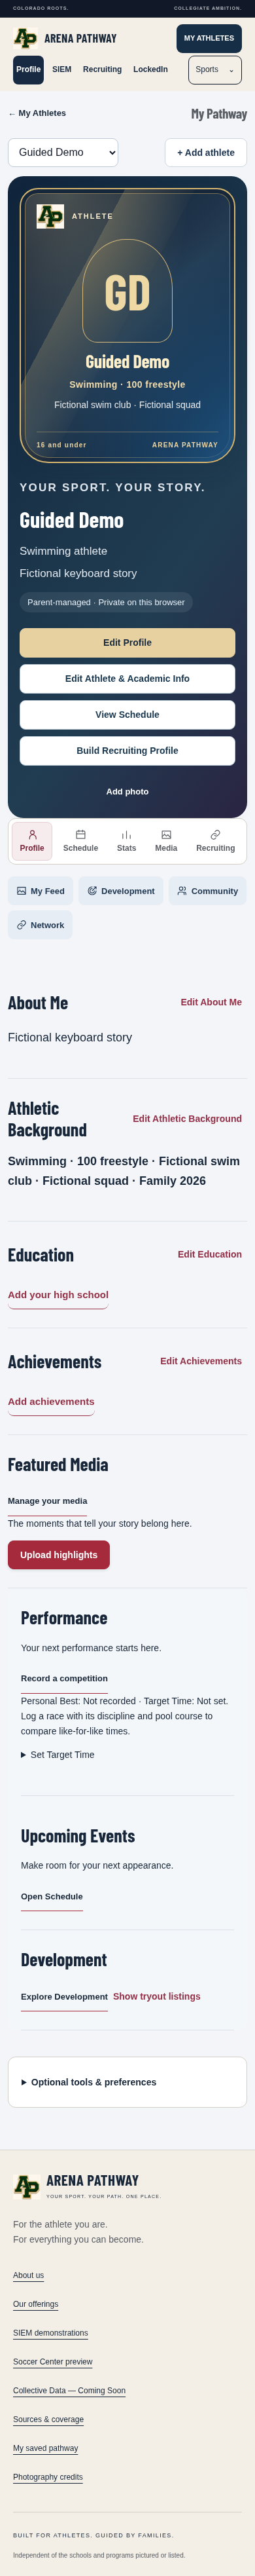 COLORADO ROOTS. COLLEGIATE AMBITION.
AP ARENA PATHWAY MY ATHLETES
Profile SIEM Recruiting LockedIn Sports
← My Athletes My Pathway
Guided Demo + Add athlete
AP ATHLETE
GD
Guided Demo
Swimming · 100 freestyle
Fictional swim club · Fictional squad
16 and under ARENA PATHWAY
YOUR SPORT. YOUR STORY.
Guided Demo
Swimming athlete
Fictional keyboard story
Parent-managed · Private on this browser
Edit Profile
Edit Athlete & Academic Info
View Schedule
Build Recruiting Profile
Add photo
Profile Schedule Stats Media Recruiting
My Feed Development Community
Network
About Me Edit About Me
Fictional keyboard story
Athletic
Background Edit Athletic Background
Swimming · 100 freestyle · Fictional swim
club · Fictional squad · Family 2026
Education Edit Education
Add your high school
Achievements Edit Achievements
Add achievements
Featured Media
Manage your media
The moments that tell your story belong here.
Upload highlights
Performance
Your next performance starts here.
Record a competition
Personal Best: Not recorded · Target Time: Not set.
Log a race with its discipline and pool course to
compare like-for-like times.
▶ Set Target Time
Upcoming Events
Make room for your next appearance.
Open Schedule
Development
Explore Development Show tryout listings
▶ Optional tools & preferences
AP ARENA PATHWAY
YOUR SPORT. YOUR PATH. ONE PLACE.
For the athlete you are.
For everything you can become.
About us
Our offerings
SIEM demonstrations
Soccer Center preview
Collective Data — Coming Soon
Sources & coverage
My saved pathway
Photography credits
BUILT FOR ATHLETES. GUIDED BY FAMILIES.
Independent of the schools and programs pictured or listed.